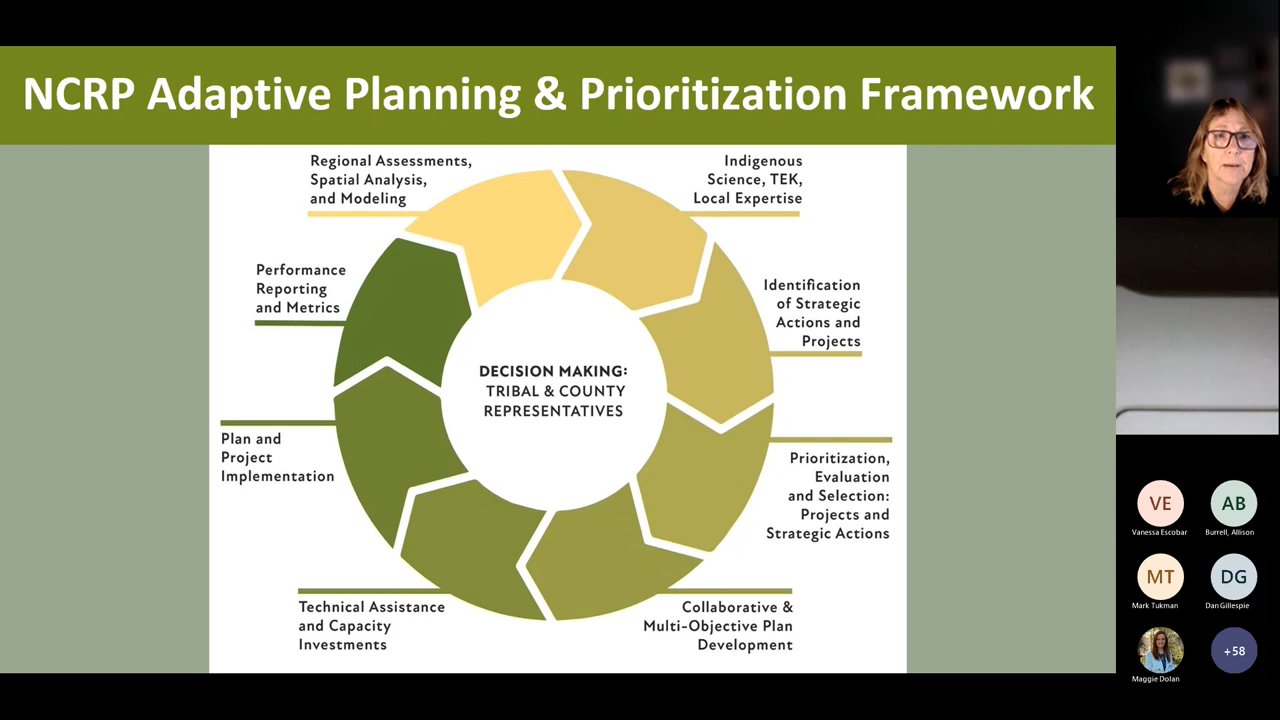 NCRP Adaptive Planning & Prioritization Framework
Regional Assessments,
Spatial Analysis,
and Modeling
Indigenous
Science, TEK,
Local Expertise
Identification
of Strategic
Actions and
Projects
Prioritization,
Evaluation
and Selection:
Projects and
Strategic Actions
Collaborative &
Multi-Objective Plan
Development
Technical Assistance
and Capacity
Investments
Plan and
Project
Implementation
Performance
Reporting
and Metrics
DECISION MAKING:
TRIBAL & COUNTY
REPRESENTATIVES
VE
Vanessa Escobar
AB
Burrell, Allison
MT
Mark Tukman
DG
Dan Gillespie
Maggie Dolan
+58